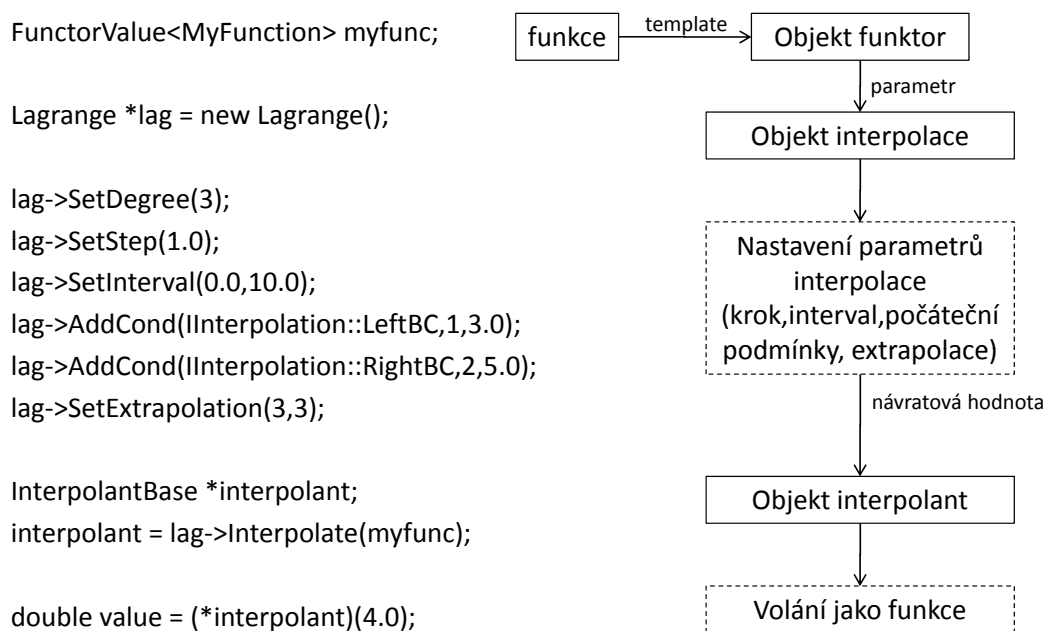 FunctorValue<MyFunction> myfunc;
Lagrange *lag = new Lagrange();
lag->SetDegree(3);
lag->SetStep(1.0);
lag->SetInterval(0.0,10.0);
lag->AddCond(IInterpolation::LeftBC,1,3.0);
lag->AddCond(IInterpolation::RightBC,2,5.0);
lag->SetExtrapolation(3,3);
InterpolantBase *interpolant;
interpolant = lag->Interpolate(myfunc);
double value = (*interpolant)(4.0);
funkce
template
Objekt funktor
parametr
Objekt interpolace
Nastavení parametrů
interpolace
(krok,interval,počáteční
podmínky, extrapolace)
návratová hodnota
Objekt interpolant
Volání jako funkce